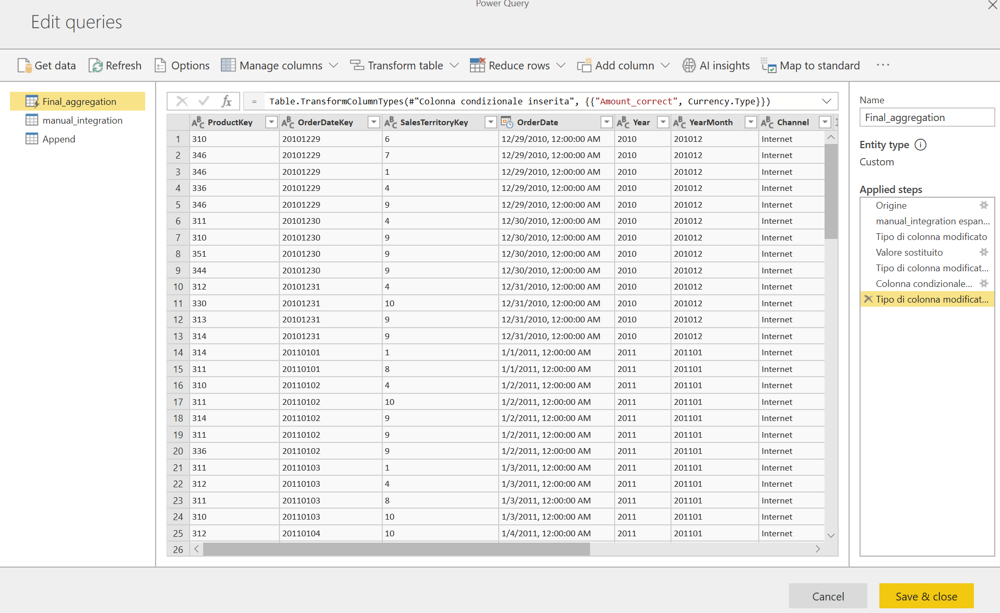 Power Query
Edit queries
Get data Refresh Options Manage columns Transform table Reduce rows Add column AI insights Map to standard ...
Final_aggregation
manual_integration
Append
fx = Table.TransformColumnTypes(#"Colonna condizionale inserita", {{"Amount_correct", Currency.Type}})
ABC ProductKey ABC OrderDateKey ABC SalesTerritoryKey OrderDate ABC Year ABC YearMonth ABC Channel
1 310 20101229 6 12/29/2010, 12:00:00 AM 2010 201012 Internet
2 346 20101229 7 12/29/2010, 12:00:00 AM 2010 201012 Internet
3 346 20101229 1 12/29/2010, 12:00:00 AM 2010 201012 Internet
4 336 20101229 4 12/29/2010, 12:00:00 AM 2010 201012 Internet
5 346 20101229 9 12/29/2010, 12:00:00 AM 2010 201012 Internet
6 311 20101230 4 12/30/2010, 12:00:00 AM 2010 201012 Internet
7 310 20101230 9 12/30/2010, 12:00:00 AM 2010 201012 Internet
8 351 20101230 9 12/30/2010, 12:00:00 AM 2010 201012 Internet
9 344 20101230 9 12/30/2010, 12:00:00 AM 2010 201012 Internet
10 312 20101231 4 12/31/2010, 12:00:00 AM 2010 201012 Internet
11 330 20101231 10 12/31/2010, 12:00:00 AM 2010 201012 Internet
12 313 20101231 9 12/31/2010, 12:00:00 AM 2010 201012 Internet
13 314 20101231 9 12/31/2010, 12:00:00 AM 2010 201012 Internet
14 314 20110101 1 1/1/2011, 12:00:00 AM 2011 201101 Internet
15 311 20110101 8 1/1/2011, 12:00:00 AM 2011 201101 Internet
16 310 20110102 4 1/2/2011, 12:00:00 AM 2011 201101 Internet
17 311 20110102 10 1/2/2011, 12:00:00 AM 2011 201101 Internet
18 314 20110102 9 1/2/2011, 12:00:00 AM 2011 201101 Internet
19 311 20110102 9 1/2/2011, 12:00:00 AM 2011 201101 Internet
20 336 20110102 9 1/2/2011, 12:00:00 AM 2011 201101 Internet
21 311 20110103 1 1/3/2011, 12:00:00 AM 2011 201101 Internet
22 312 20110103 4 1/3/2011, 12:00:00 AM 2011 201101 Internet
23 311 20110103 8 1/3/2011, 12:00:00 AM 2011 201101 Internet
24 310 20110103 10 1/3/2011, 12:00:00 AM 2011 201101 Internet
25 312 20110104 10 1/4/2011, 12:00:00 AM 2011 201101 Internet
26
Name
Final_aggregation
Entity type
Custom
Applied steps
Origine
manual_integration espan...
Tipo di colonna modificato
Valore sostituito
Tipo di colonna modificat...
Colonna condizionale...
Tipo di colonna modificat...
Cancel Save & close